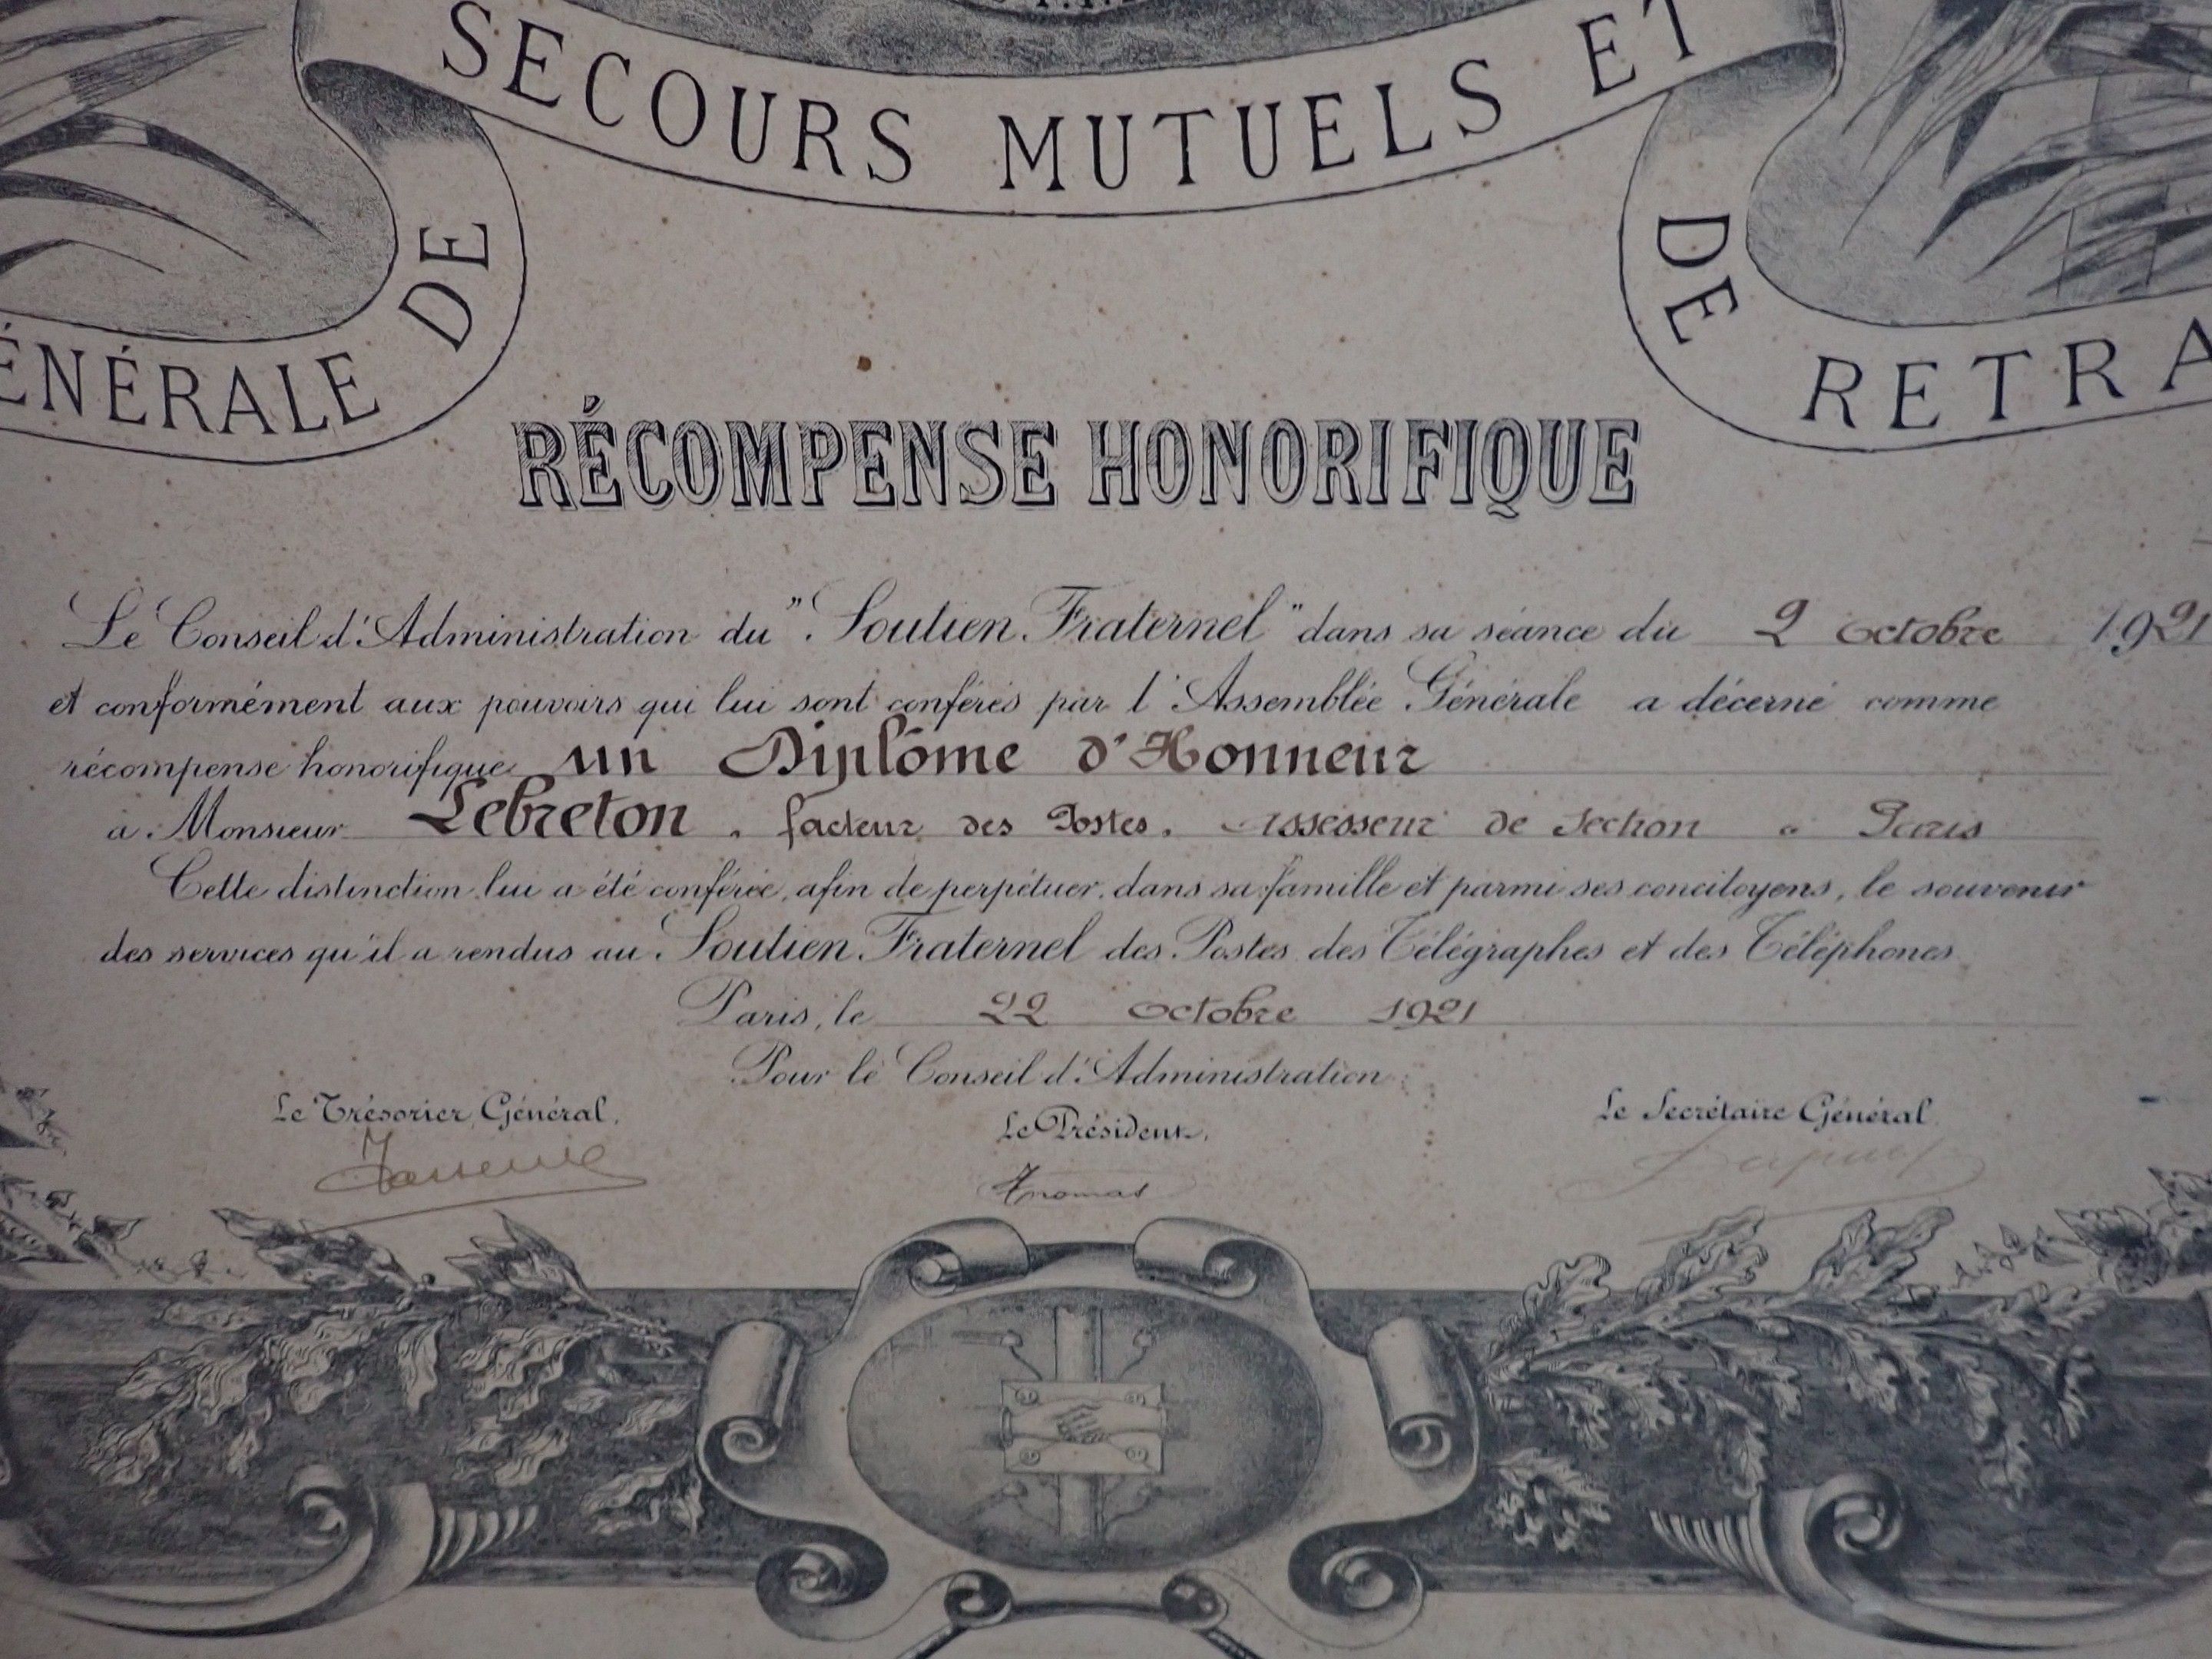 SECOURS MUTUELS ET
ÉNÉRALE DE
DE RETRA
RÉCOMPENSE HONORIFIQUE
Le Conseil d'Administration du "Soutien Fraternel" dans sa séance du 2 octobre 1921
et conformément aux pouvoirs qui lui sont conférés par l'Assemblée Générale a décerné comme
récompense honorifique un Diplôme d'Honneur
à Monsieur Lebreton, facteur des Postes, Assesseur de section à Paris
Cette distinction lui a été conférée, afin de perpétuer, dans sa famille et parmi ses concitoyens, le souvenir
des services qu'il a rendus au Soutien Fraternel des Postes des Télégraphes et des Téléphones
Paris, le 22 octobre 1921
Pour le Conseil d'Administration
Le Trésorier Général,
Le Président,
Le Secrétaire Général
Thomas